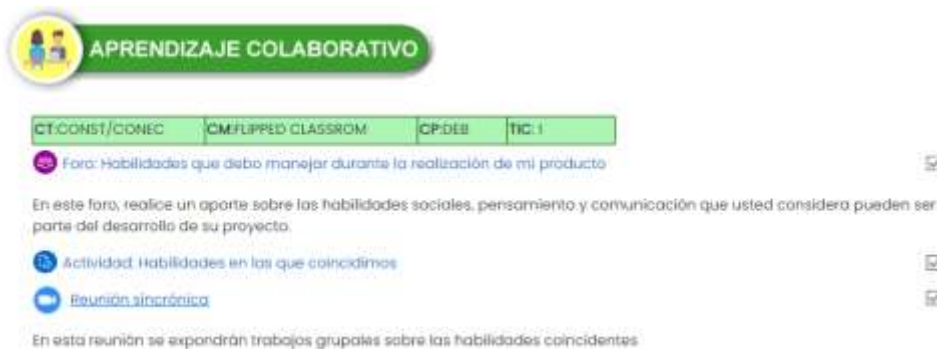 APRENDIZAJE COLABORATIVO
CT:CONST/CONEC CM:FLIPPED CLASSROM CP:DEB TIC: 1
Foro: Habilidades que debo manejar durante la realización de mi producto
En este foro, realice un aporte sobre las habilidades sociales, pensamiento y comunicación que usted considera pueden ser
parte del desarrollo de su proyecto.
Actividad: Habilidades en las que coincidimos
Reunión sincrónica
En esta reunión se expondrán trabajos grupales sobre las habilidades coincidentes